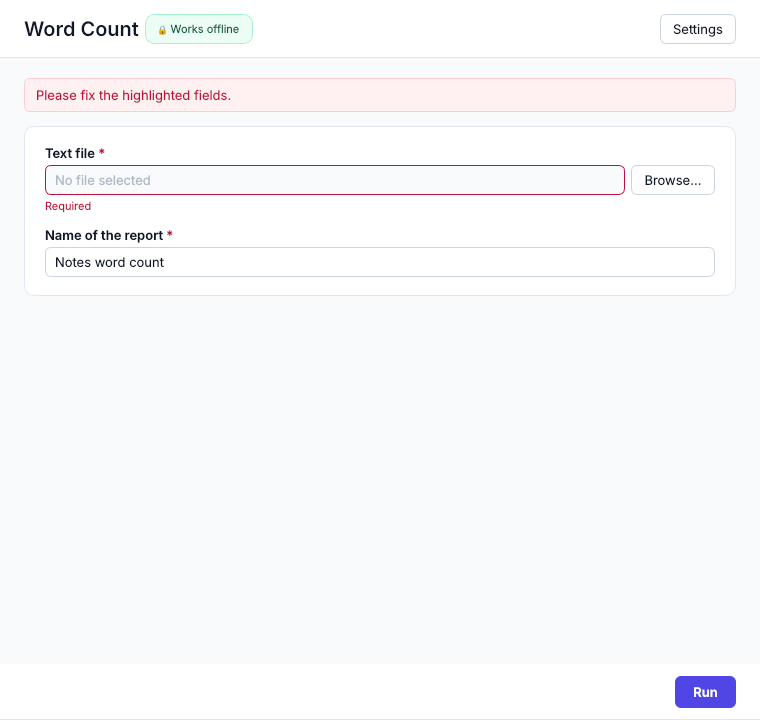 Word Count
🔒 Works offline
Settings
Please fix the highlighted fields.
Text file *
No file selected
Browse...
Required
Name of the report *
Notes word count
Run